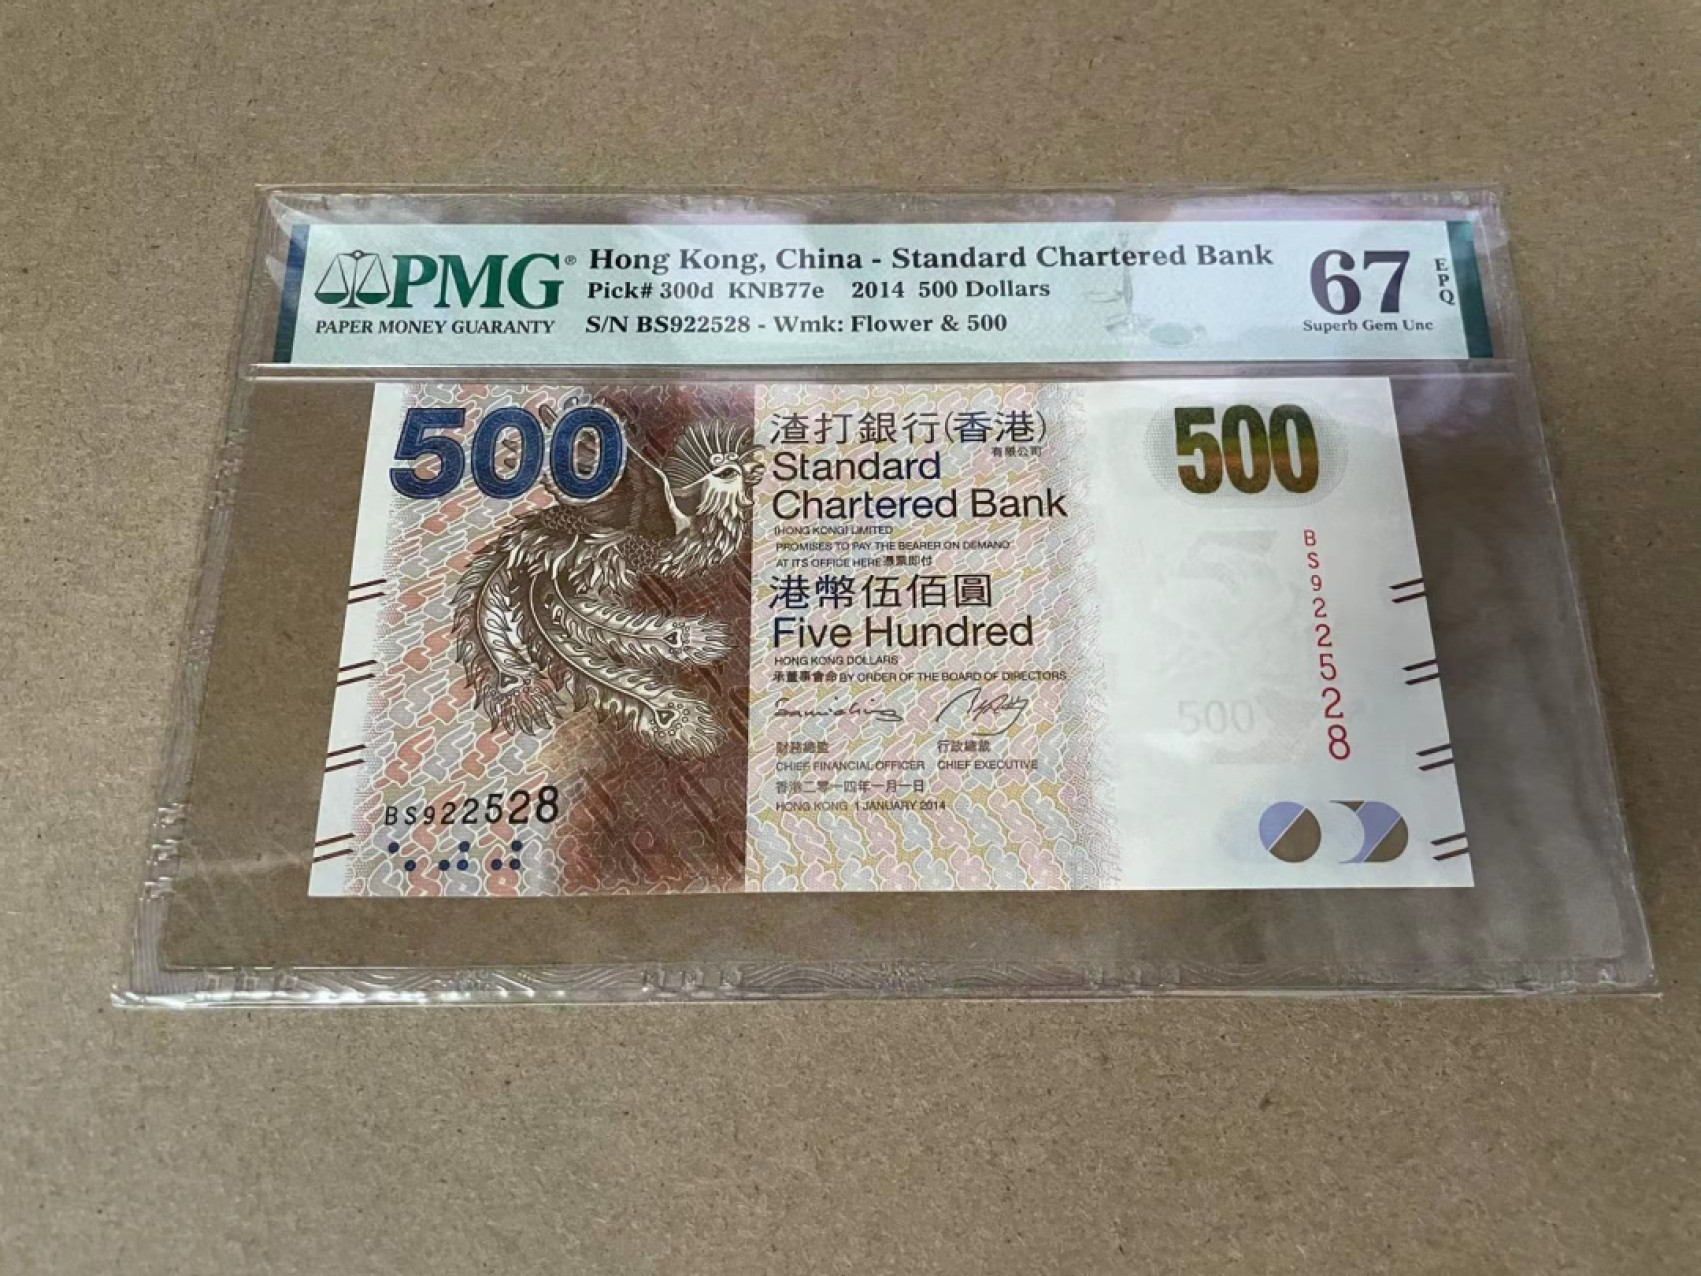 PMG®
PAPER MONEY GUARANTY
Hong Kong, China - Standard Chartered Bank
Pick# 300d KNB77e 2014 500 Dollars
S/N BS922528 - Wmk: Flower & 500
67
EPQ
Superb Gem Unc
500
渣打銀行(香港)
有限公司
Standard
Chartered Bank
(HONG KONG) LIMITED
PROMISES TO PAY THE BEARER ON DEMAND
AT ITS OFFICE HERE 憑票即付
港幣伍佰圓
Five Hundred
HONG KONG DOLLARS
承董事會命 BY ORDER OF THE BOARD OF DIRECTORS
財務總監 行政總裁
CHIEF FINANCIAL OFFICER CHIEF EXECUTIVE
香港二零一四年一月一日
HONG KONG 1 JANUARY 2014
BS922528
500
BS922528
500